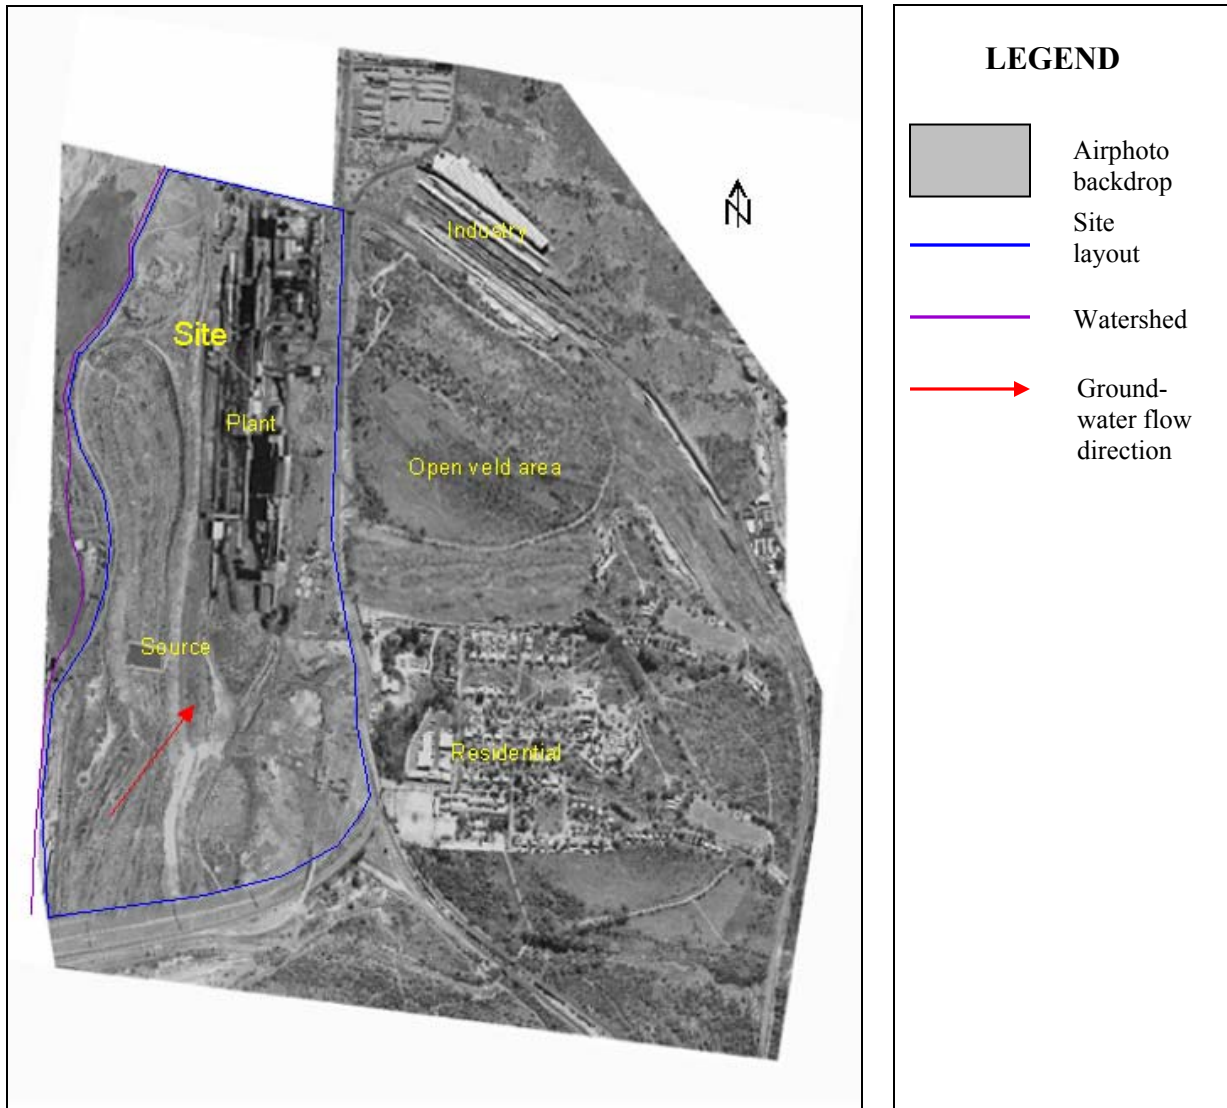 Industry
N
Site
Plant
Open veld area
Source
Residential
LEGEND
Airphoto
backdrop
Site
layout
Watershed
Ground-
water flow
direction